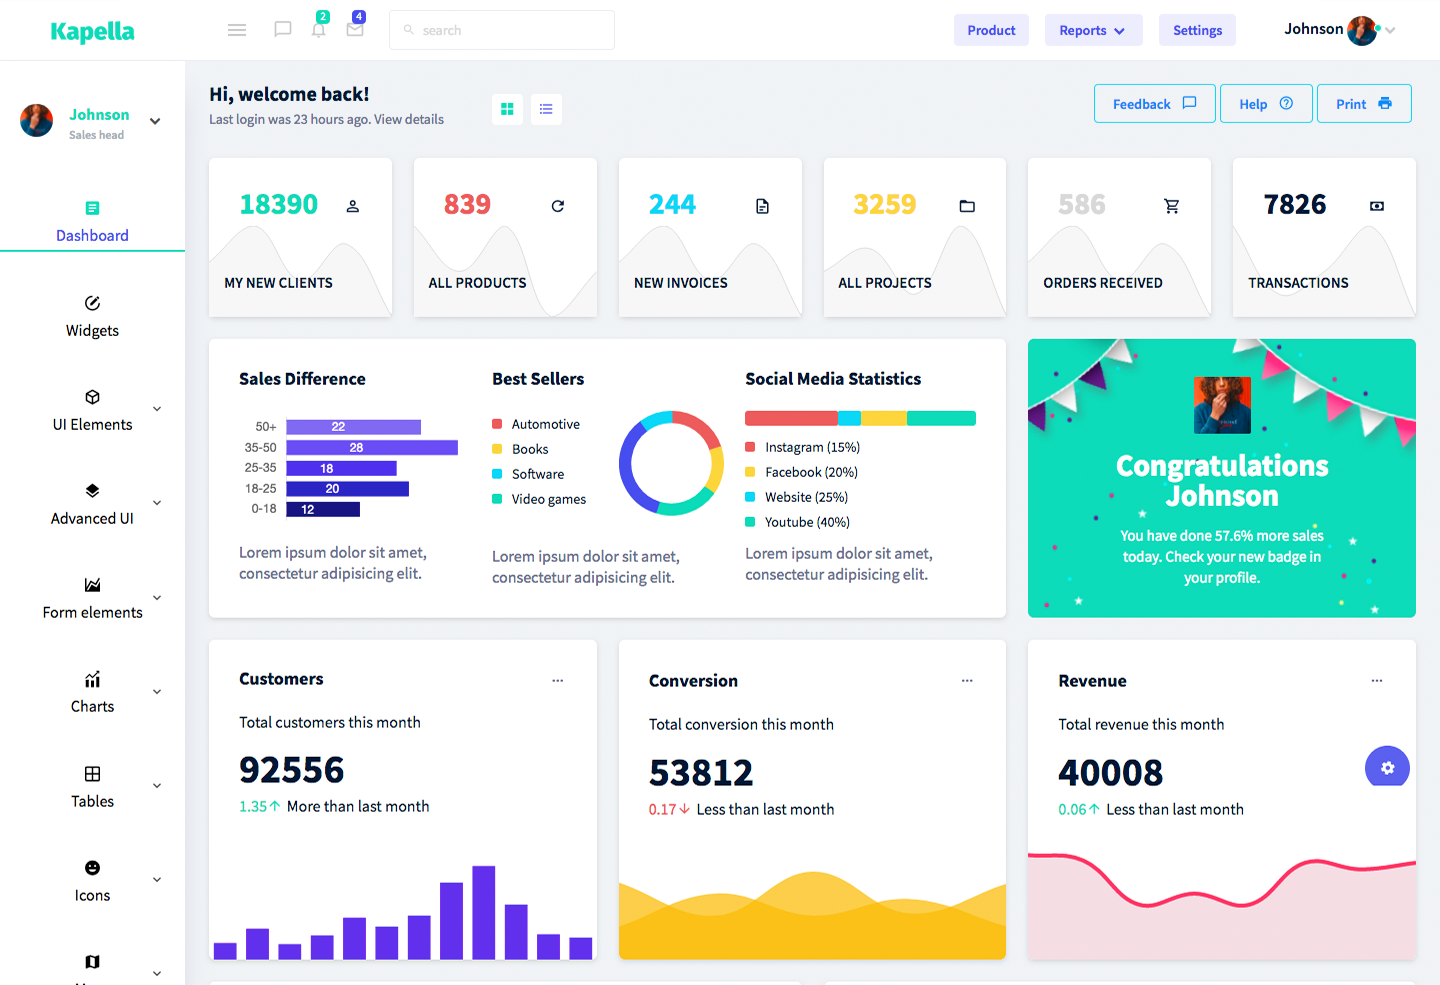 Kapella
2
4
search
Product
Reports
Settings
Johnson
Johnson
Sales head
Hi, welcome back!
Last login was 23 hours ago. View details
Feedback
Help
Print
Dashboard
Widgets
UI Elements
Advanced UI
Form elements
Charts
Tables
Icons
18390
MY NEW CLIENTS
839
ALL PRODUCTS
244
NEW INVOICES
3259
ALL PROJECTS
586
ORDERS RECEIVED
7826
TRANSACTIONS
Sales Difference
50+ 22
35-50 28
25-35 18
18-25 20
0-18 12
Lorem ipsum dolor sit amet,
consectetur adipisicing elit.
Best Sellers
Automotive
Books
Software
Video games
Lorem ipsum dolor sit amet,
consectetur adipisicing elit.
Social Media Statistics
Instagram (15%)
Facebook (20%)
Website (25%)
Youtube (40%)
Lorem ipsum dolor sit amet,
consectetur adipisicing elit.
Congratulations
Johnson
You have done 57.6% more sales
today. Check your new badge in
your profile.
Customers
Total customers this month
92556
1.35 More than last month
Conversion
Total conversion this month
53812
0.17 Less than last month
Revenue
Total revenue this month
40008
0.06 Less than last month